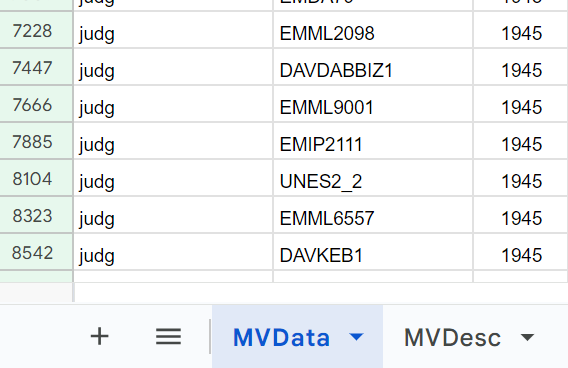 7228 judg EMML2098 1945
7447 judg DAVDABBIZ1 1945
7666 judg EMML9001 1945
7885 judg EMIP2111 1945
8104 judg UNES2_2 1945
8323 judg EMML6557 1945
8542 judg DAVKEB1 1945
MVData MVDesc